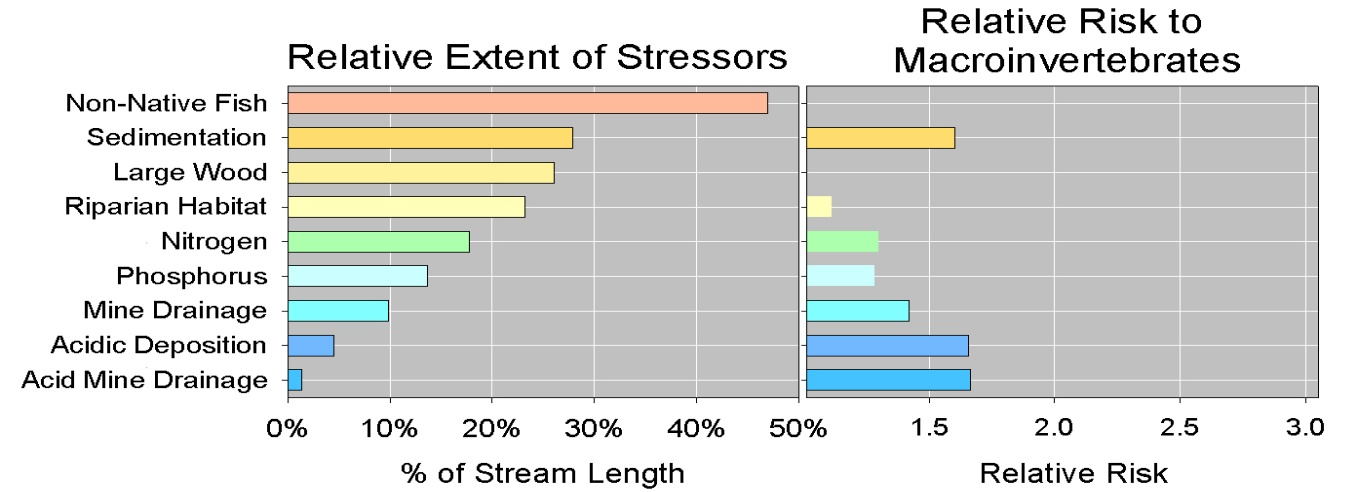 Relative Extent of Stressors
Relative Risk to
Macroinvertebrates
Non-Native Fish
Sedimentation
Large Wood
Riparian Habitat
Nitrogen
Phosphorus
Mine Drainage
Acidic Deposition
Acid Mine Drainage
0% 10% 20% 30% 40% 50%
1.5 2.0 2.5 3.0
% of Stream Length
Relative Risk